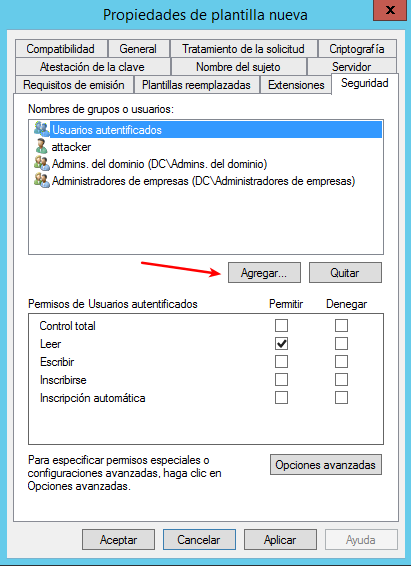 Propiedades de plantilla nueva
x
Compatibilidad General Tratamiento de la solicitud Criptografía
Atestación de la clave Nombre del sujeto Servidor
Requisitos de emisión Plantillas reemplazadas Extensiones Seguridad
Nombres de grupos o usuarios:
Usuarios autentificados
attacker
Admins. del dominio (DC\Admins. del dominio)
Administradores de empresas (DC\Administradores de empresas)
Agregar... Quitar
Permisos de Usuarios autentificados Permitir Denegar
Control total
Leer
Escribir
Inscribirse
Inscripción automática
Para especificar permisos especiales o
configuraciones avanzadas, haga clic en
Opciones avanzadas.
Opciones avanzadas
Aceptar Cancelar Aplicar Ayuda